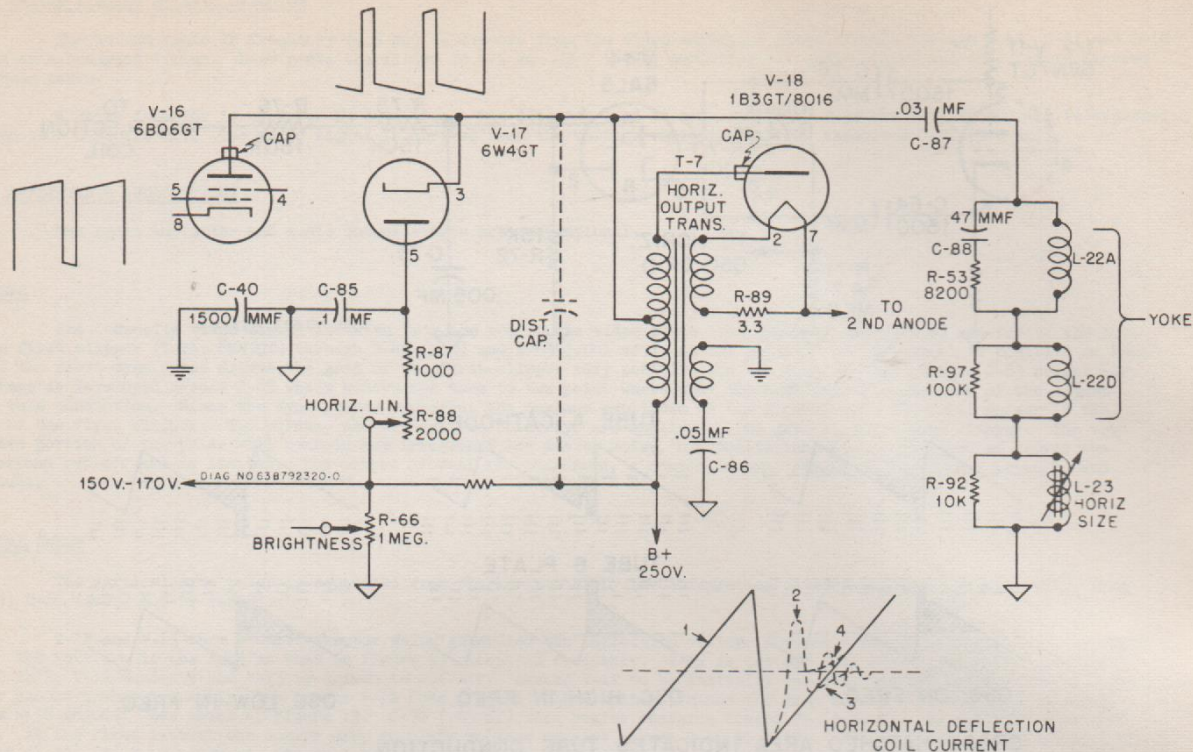 V-16
6BQ6GT
CAP
5
4
8
V-17
6W4GT
3
5
V-18
1B3GT/8016
CAP
T-7
HORIZ.
OUTPUT
TRANS.
2
7
.03 MF
C-87
47 MMF
C-88
R-53
8200
L-22A
YOKE
R-97
100K
L-22D
R-92
10K
L-23
HORIZ
SIZE
C-40
1500 MMF
C-85
.1 MF
R-87
1000
HORIZ. LIN.
R-88
2000
DIST.
CAP.
R-89
3.3
TO
2 ND ANODE
.05 MF
C-86
150 V.-170 V.
DIAG. NO 63B792320-0
R-66
1 MEG.
BRIGHTNESS
B+
250V.
1
2
4
3
HORIZONTAL DEFLECTION
COIL CURRENT